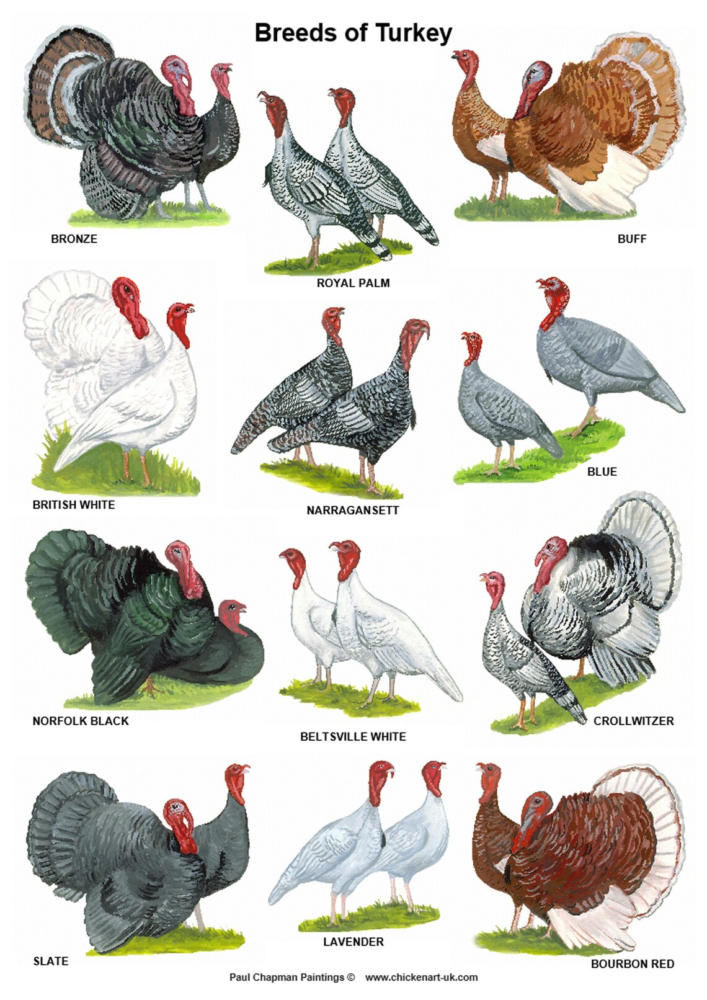 Breeds of Turkey
BRONZE
BUFF
ROYAL PALM
BRITISH WHITE
NARRAGANSETT
BLUE
NORFOLK BLACK
BELTSVILLE WHITE
CROLLWITZER
SLATE
LAVENDER
BOURBON RED
Paul Chapman Paintings © www.chickenart-uk.com